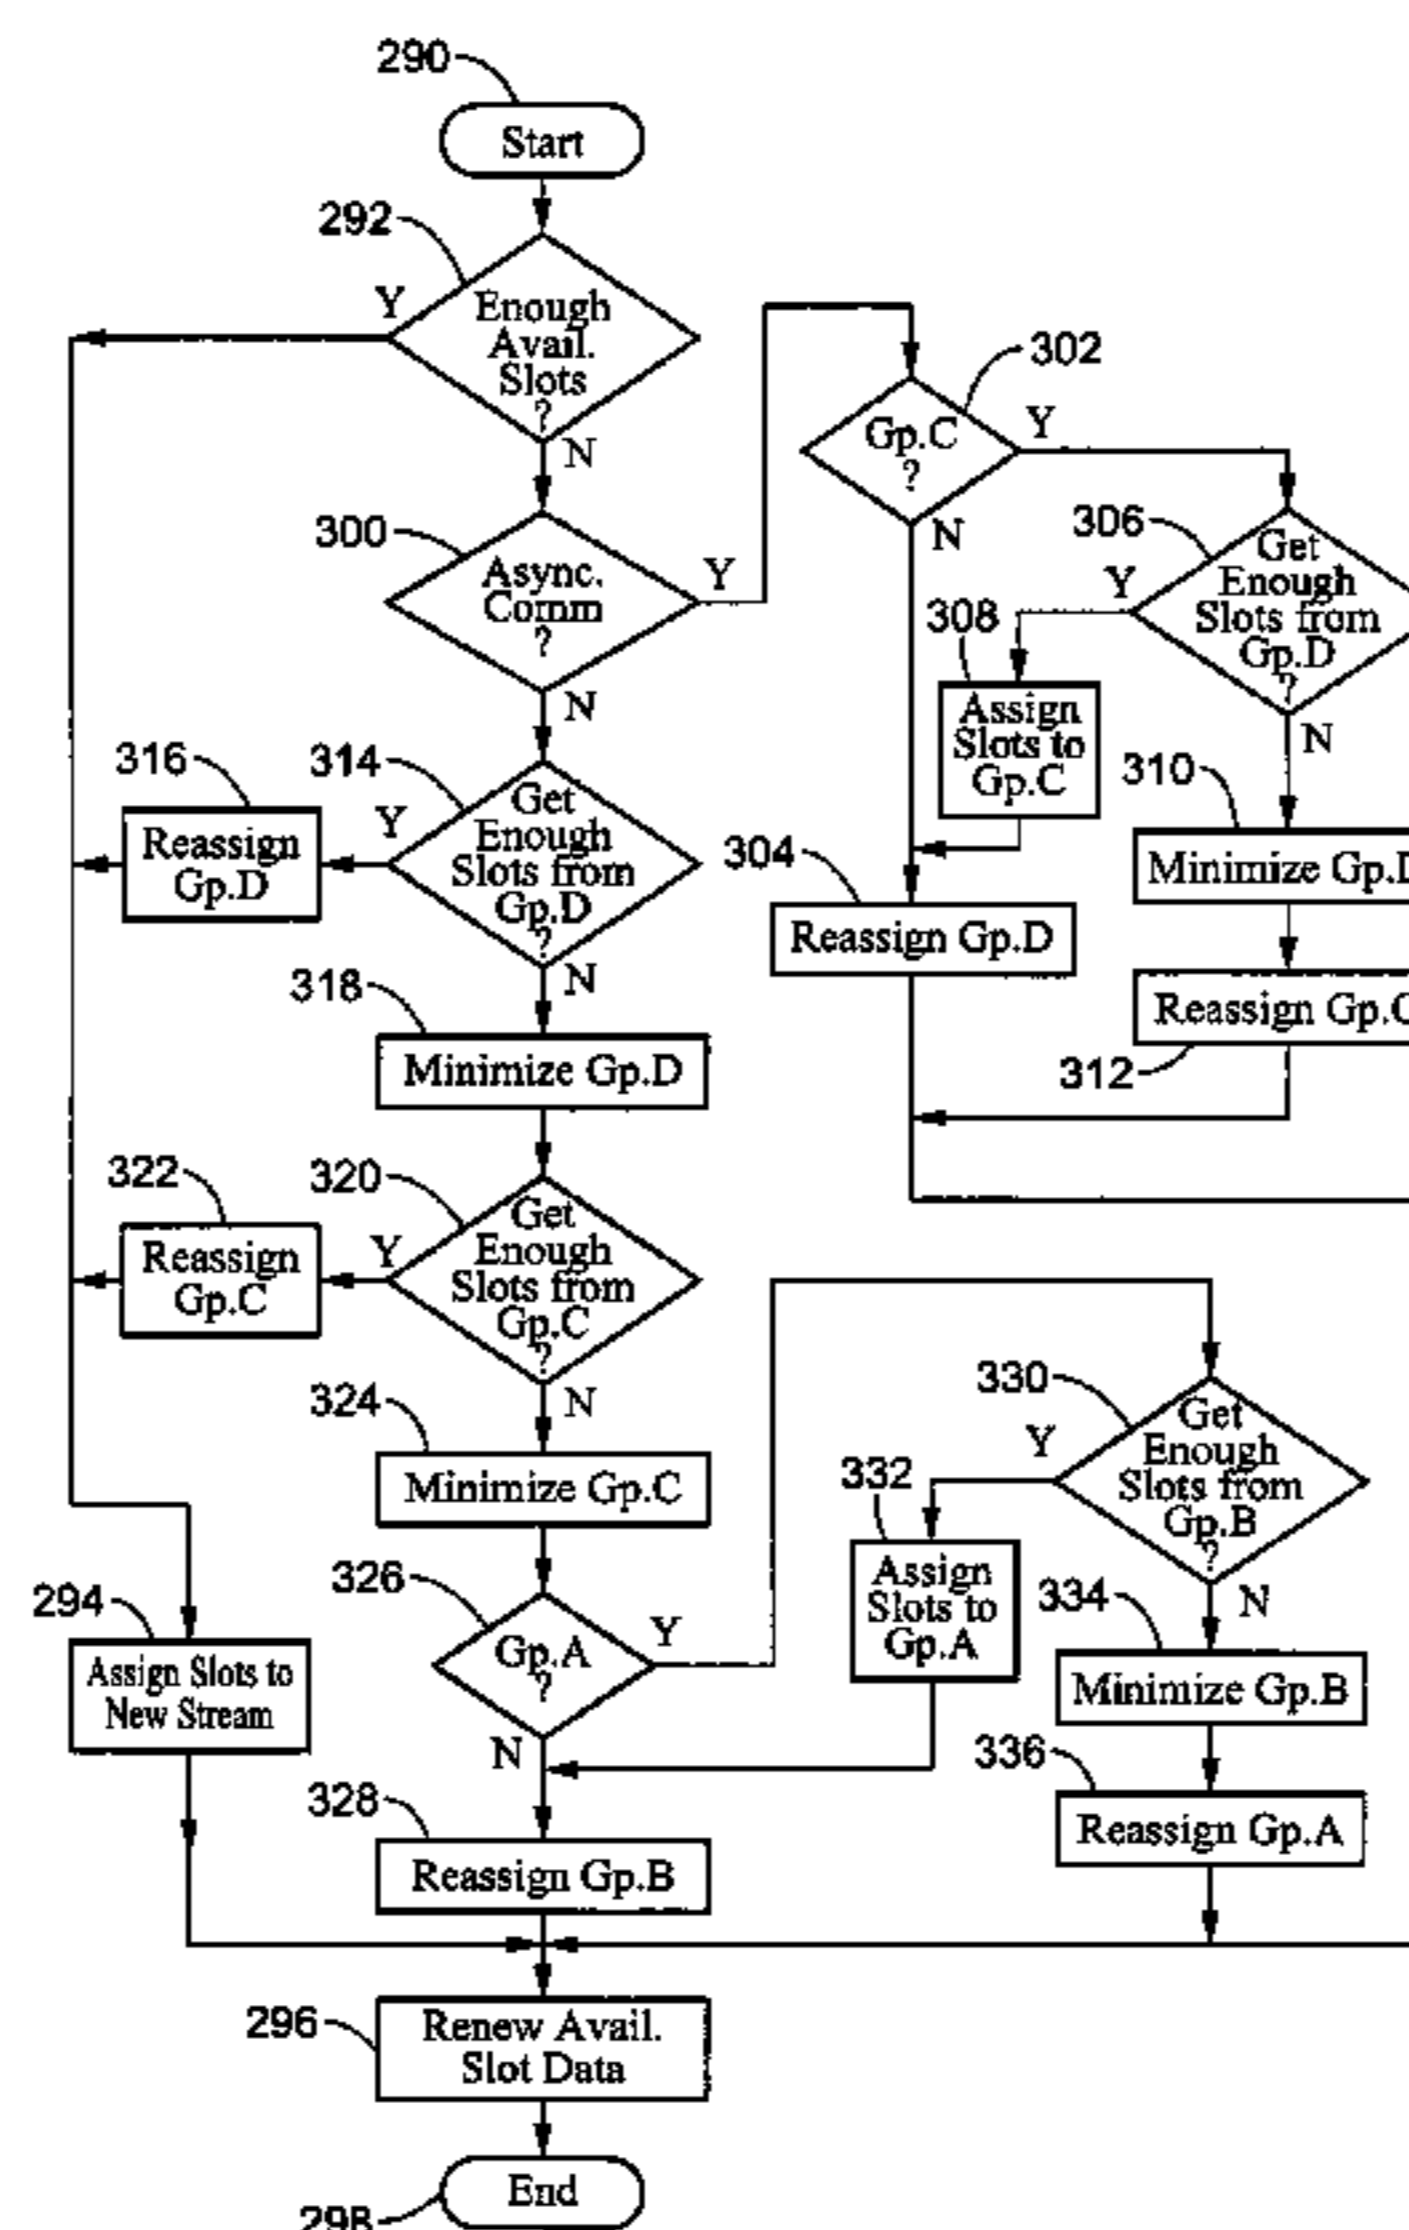 290
Start
292
Y
Enough
Avail.
Slots
?
N
302
Gp.C
?
Y
N
300
Async.
Comm
?
Y
N
306
Get
Enough
Slots from
Gp.D
?
Y
N
308
Assign
Slots to
Gp.C
310
Minimize Gp.D
304
Reassign Gp.D
Reassign Gp.C
312
316
Reassign
Gp.D
314
Y
Get
Enough
Slots from
Gp.D
?
N
318
Minimize Gp.D
322
Reassign
Gp.C
320
Y
Get
Enough
Slots from
Gp.C
?
N
324
Minimize Gp.C
326
Gp.A
?
Y
N
330
Y
Get
Enough
Slots from
Gp.B
?
N
332
Assign
Slots to
Gp.A
334
Minimize Gp.B
336
Reassign Gp.A
294
Assign Slots to
New Stream
328
Reassign Gp.B
296
Renew Avail.
Slot Data
End
298